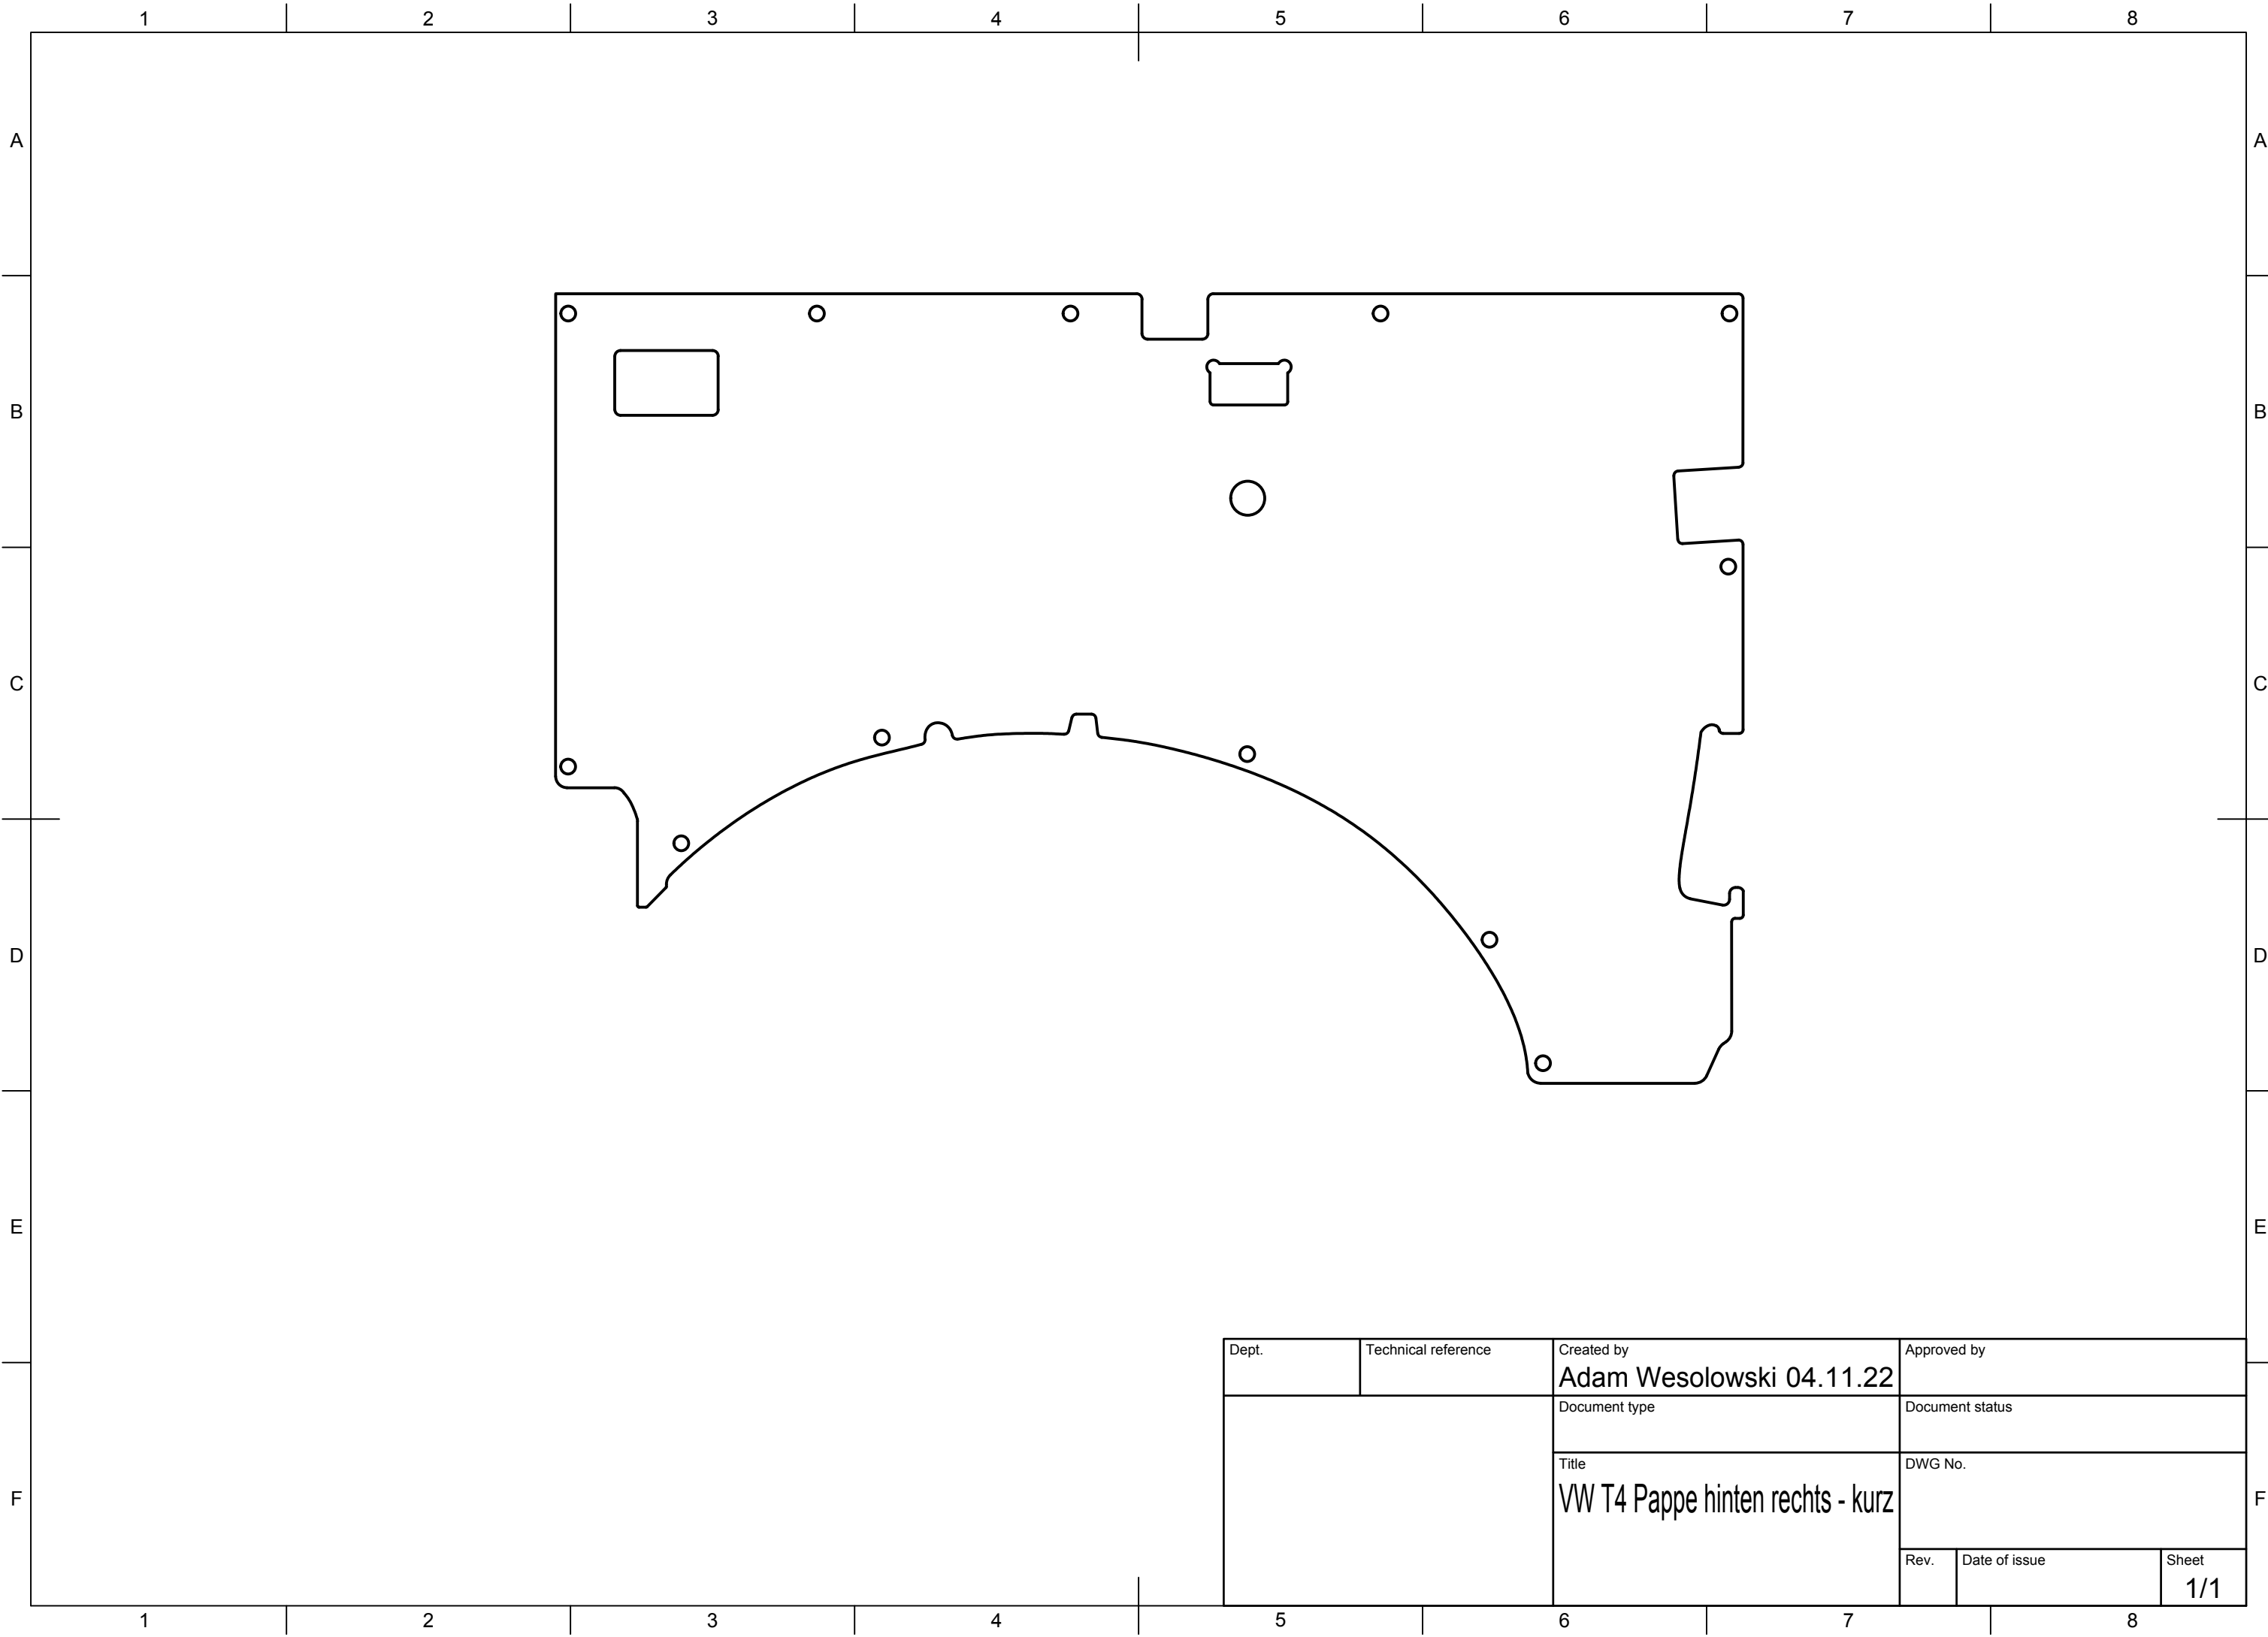 1 2 3 4 5 6 7 8
A A
B B
C C
D D
E E
F F
Dept. Technical reference Created by Approved by
Adam Wesolowski 04.11.22
Document type Document status
Title DWG No.
VW T4 Pappe hinten rechts - kurz
Rev. Date of issue Sheet
1/1
1 2 3 4 5 6 7 8